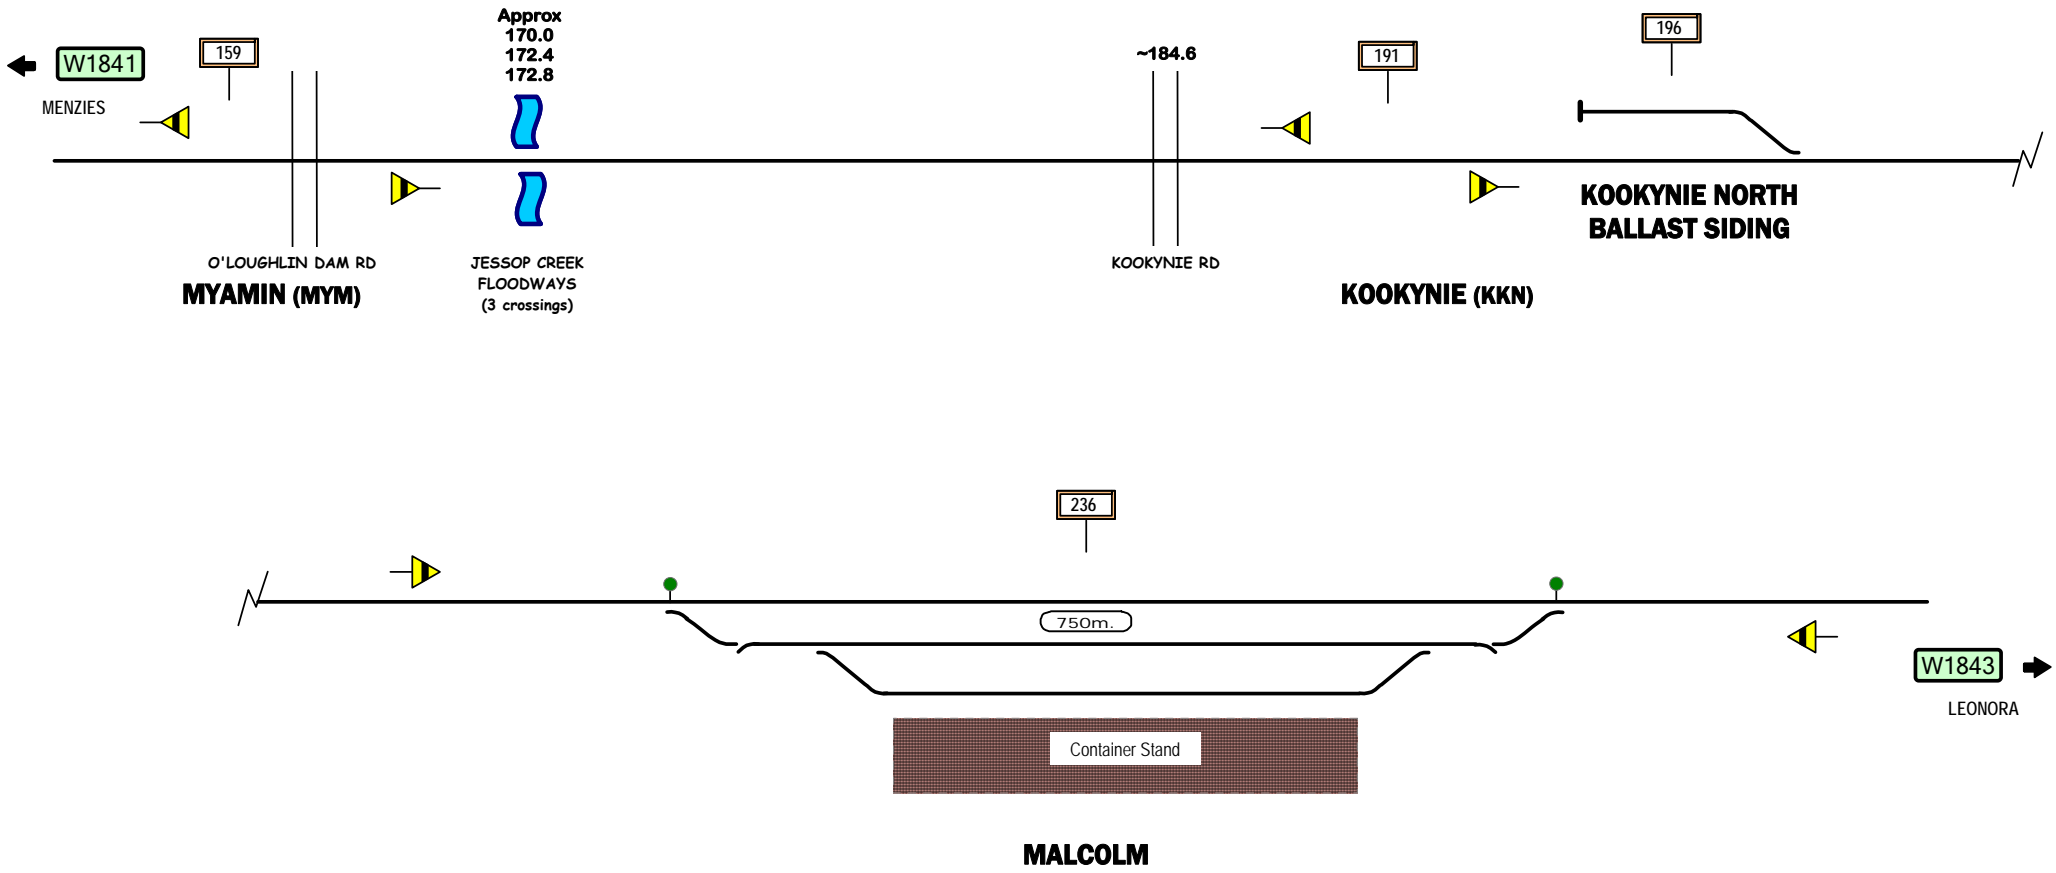 W1841
MENZIES
159
Approx
170.0
172.4
172.8
~184.6
191
196
KOOKYNIE NORTH
BALLAST SIDING
O'LOUGHLIN DAM RD
MYAMIN (MYM)
JESSOP CREEK
FLOODWAYS
(3 crossings)
KOOKYNIE RD
KOOKYNIE (KKN)
236
750m.
W1843
LEONORA
Container Stand
MALCOLM